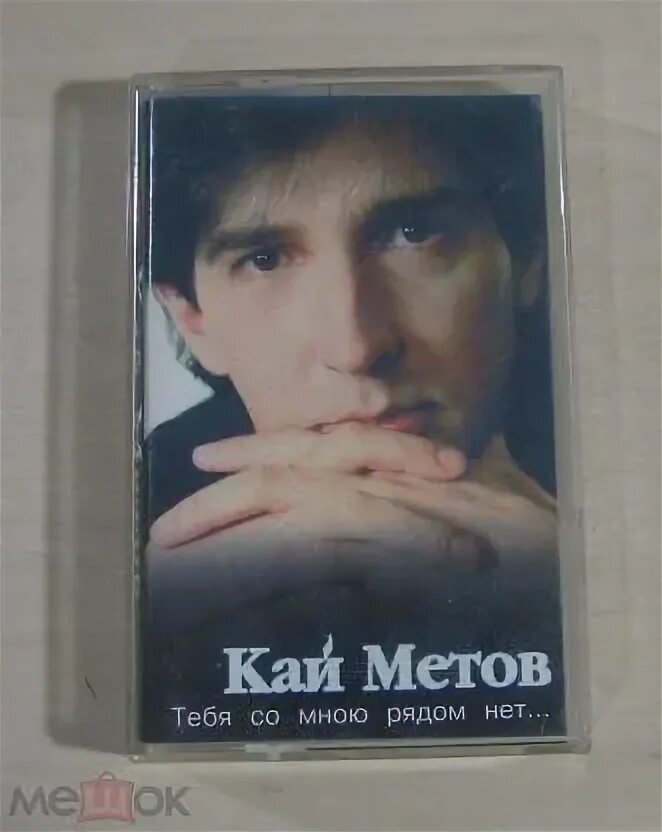 Кай Метов
Тебя со мною рядом нет...
мешок